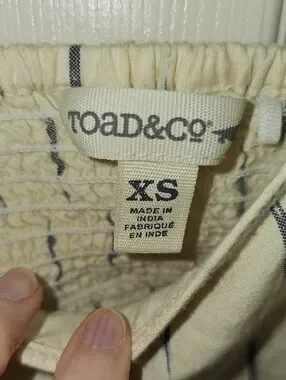 TOAD&CO
XS
MADE IN
INDIA
FABRIQUÉ
EN INDE